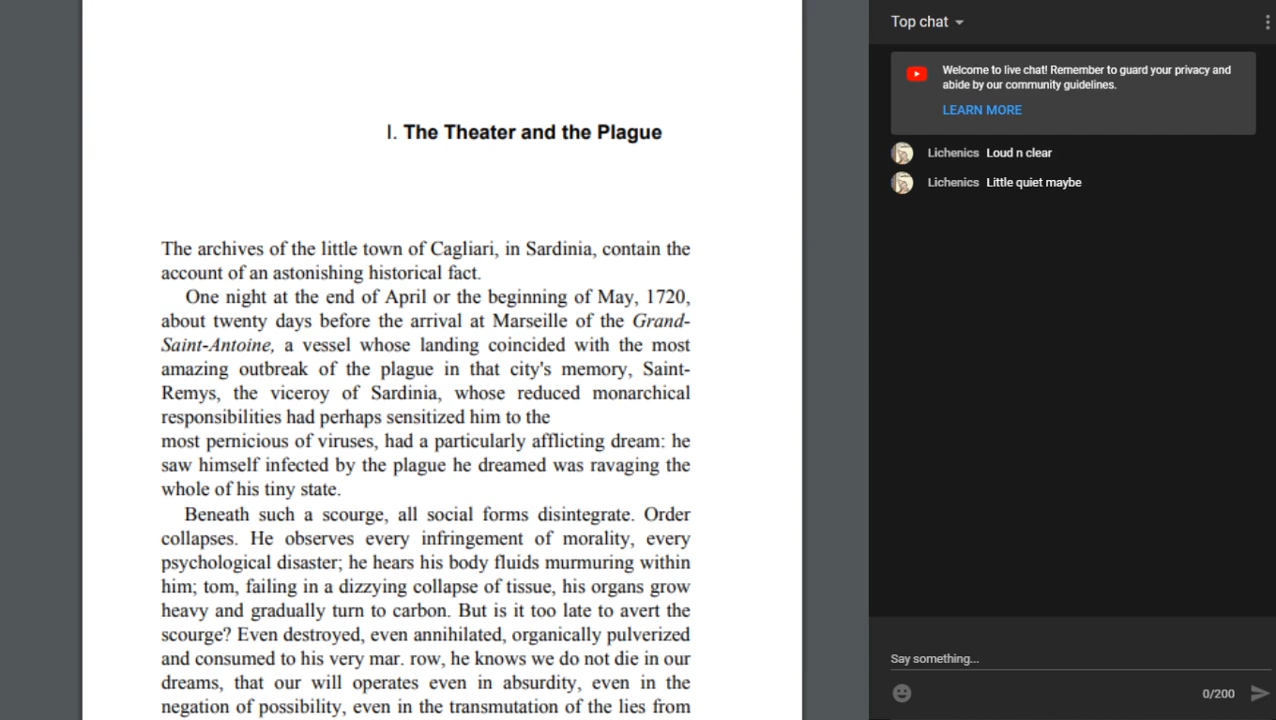 I. The Theater and the Plague
The archives of the little town of Cagliari, in Sardinia, contain the
account of an astonishing historical fact.
One night at the end of April or the beginning of May, 1720,
about twenty days before the arrival at Marseille of the Grand-
Saint-Antoine, a vessel whose landing coincided with the most
amazing outbreak of the plague in that city's memory, Saint-
Remys, the viceroy of Sardinia, whose reduced monarchical
responsibilities had perhaps sensitized him to the
most pernicious of viruses, had a particularly afflicting dream: he
saw himself infected by the plague he dreamed was ravaging the
whole of his tiny state.
Beneath such a scourge, all social forms disintegrate. Order
collapses. He observes every infringement of morality, every
psychological disaster; he hears his body fluids murmuring within
him; tom, failing in a dizzying collapse of tissue, his organs grow
heavy and gradually turn to carbon. But is it too late to avert the
scourge? Even destroyed, even annihilated, organically pulverized
and consumed to his very mar. row, he knows we do not die in our
dreams, that our will operates even in absurdity, even in the
negation of possibility, even in the transmutation of the lies from
Top chat
Welcome to live chat! Remember to guard your privacy and
abide by our community guidelines.
LEARN MORE
Lichenics Loud n clear
Lichenics Little quiet maybe
Say something...
0/200